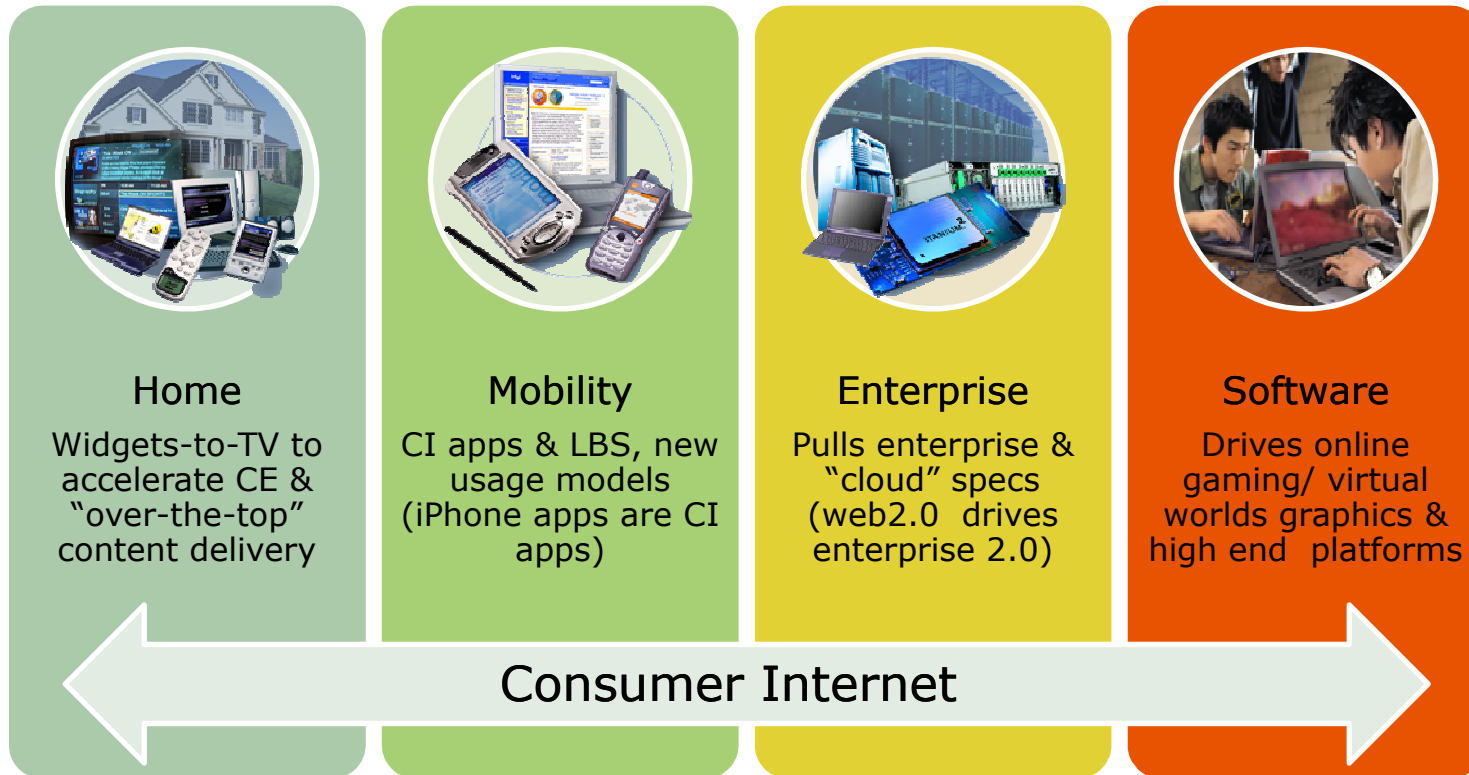 Home
Widgets-to-TV to
accelerate CE &
“over-the-top”
content delivery
Mobility
CI apps & LBS, new
usage models
(iPhone apps are CI
apps)
Enterprise
Pulls enterprise &
“cloud” specs
(web2.0 drives
enterprise 2.0)
Software
Drives online
gaming/ virtual
worlds graphics &
high end platforms
Consumer Internet